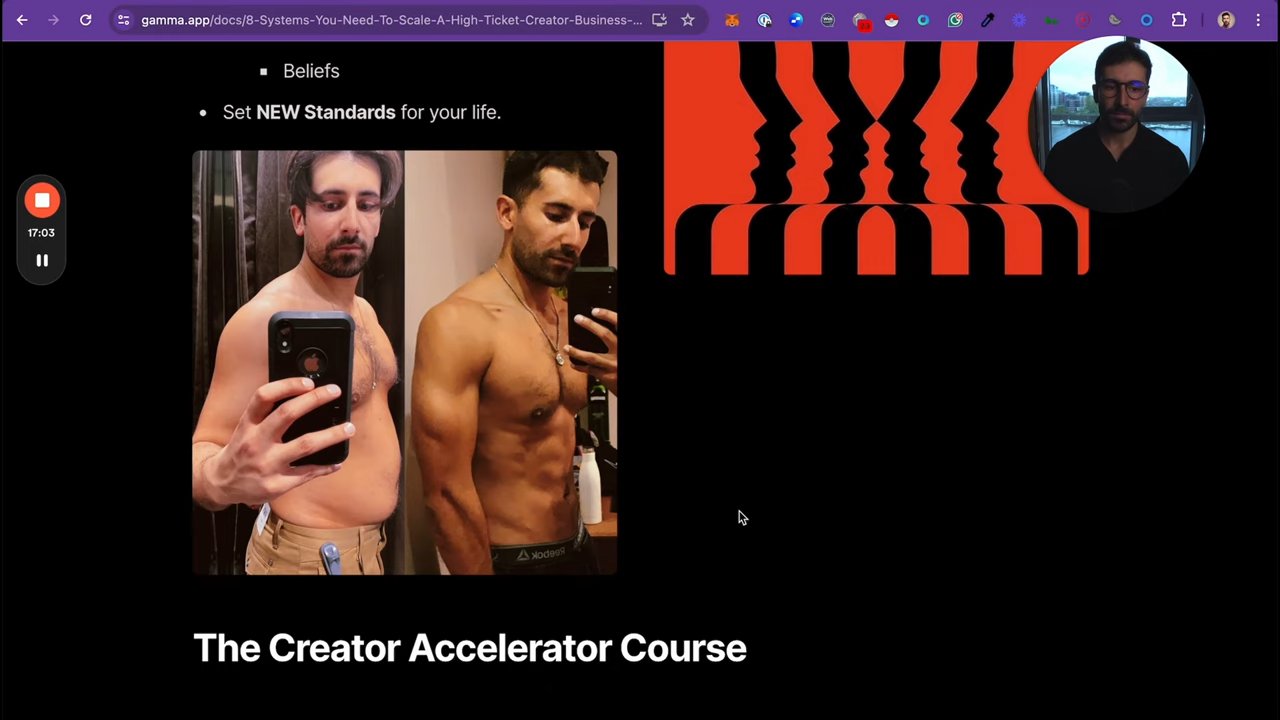 gamma.app/docs/8-Systems-You-Need-To-Scale-A-High-Ticket-Creator-Business-...
Beliefs
Set NEW Standards for your life.
17:03
Reebok
The Creator Accelerator Course